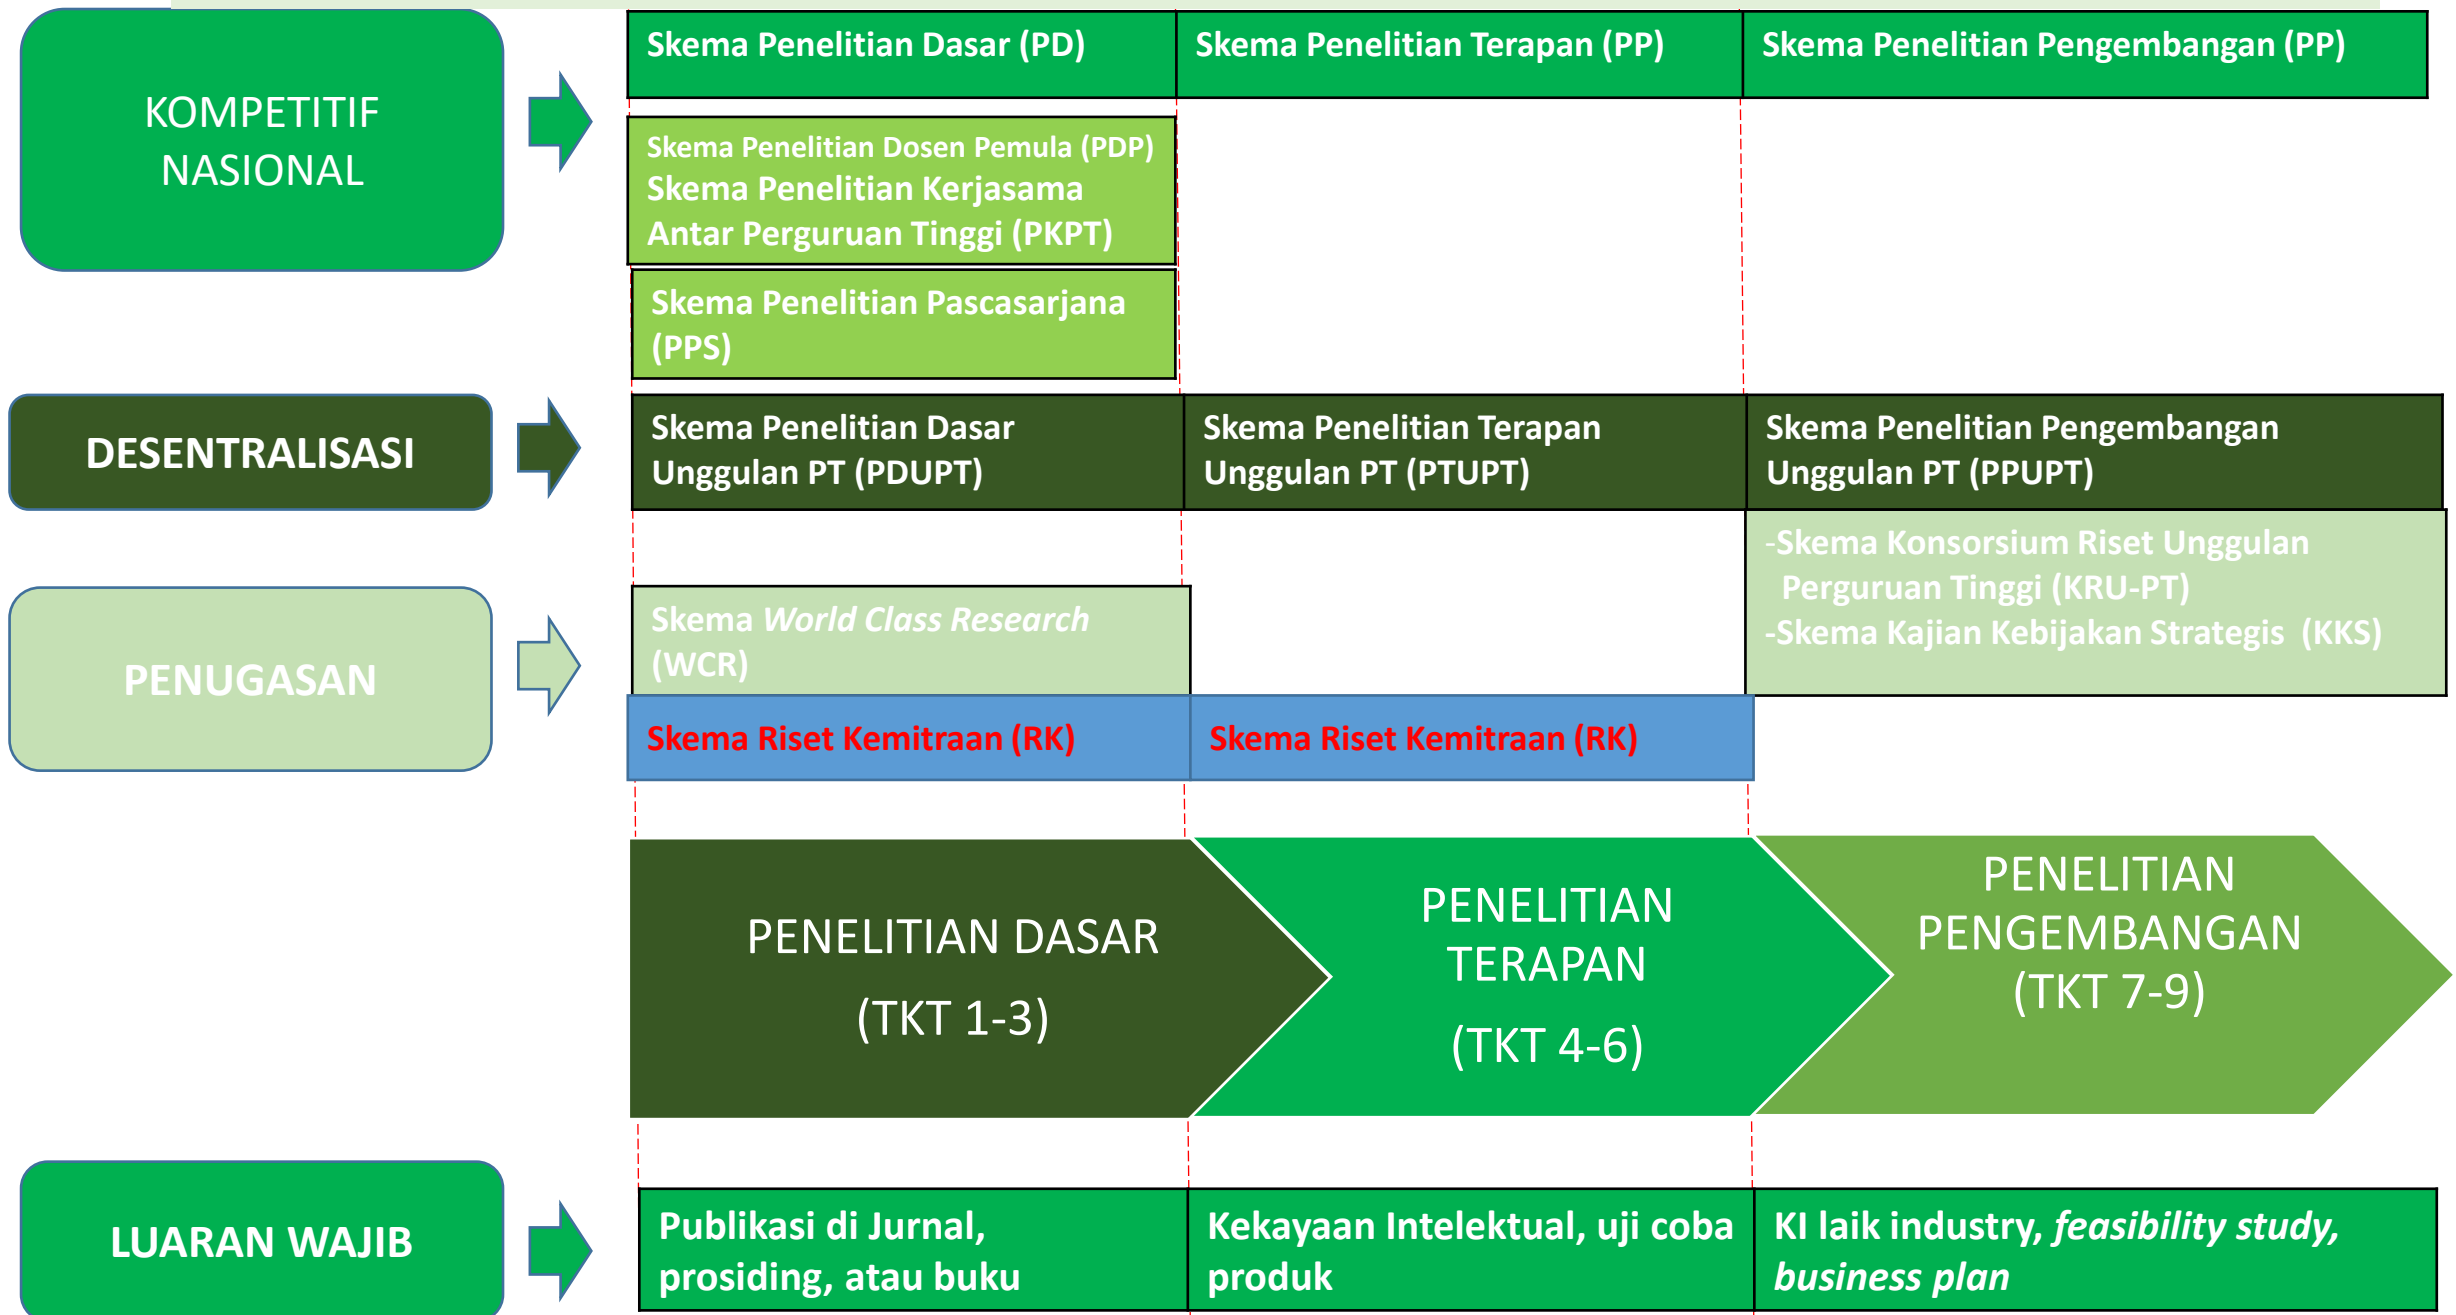 KOMPETITIF
NASIONAL
Skema Penelitian Dasar (PD)
Skema Penelitian Terapan (PP)
Skema Penelitian Pengembangan (PP)
Skema Penelitian Dosen Pemula (PDP)
Skema Penelitian Kerjasama
Antar Perguruan Tinggi (PKPT)
Skema Penelitian Pascasarjana
(PPS)
DESENTRALISASI
Skema Penelitian Dasar
Unggulan PT (PDUPT)
Skema Penelitian Terapan
Unggulan PT (PTUPT)
Skema Penelitian Pengembangan
Unggulan PT (PPUPT)
PENUGASAN
Skema World Class Research
(WCR)
-Skema Konsorsium Riset Unggulan
Perguruan Tinggi (KRU-PT)
-Skema Kajian Kebijakan Strategis (KKS)
Skema Riset Kemitraan (RK)
Skema Riset Kemitraan (RK)
PENELITIAN DASAR
(TKT 1-3)
PENELITIAN
TERAPAN
(TKT 4-6)
PENELITIAN
PENGEMBANGAN
(TKT 7-9)
LUARAN WAJIB
Publikasi di Jurnal,
prosiding, atau buku
Kekayaan Intelektual, uji coba
produk
KI laik industry, feasibility study,
business plan